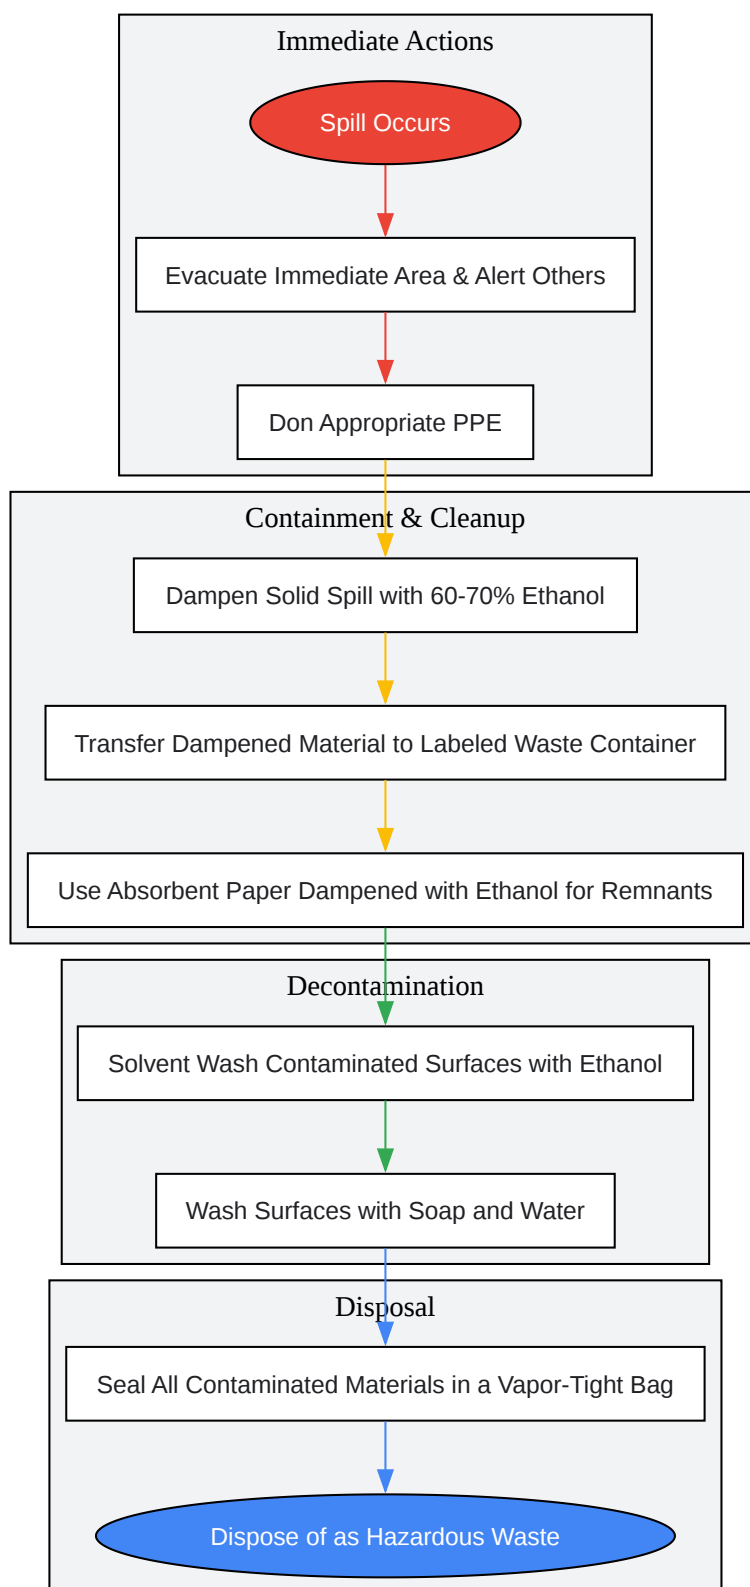 Immediate Actions
Spill Occurs
Evacuate Immediate Area & Alert Others
Don Appropriate PPE
Containment & Cleanup
Dampen Solid Spill with 60-70% Ethanol
Transfer Dampened Material to Labeled Waste Container
Use Absorbent Paper Dampened with Ethanol for Remnants
Decontamination
Solvent Wash Contaminated Surfaces with Ethanol
Wash Surfaces with Soap and Water
Disposal
Seal All Contaminated Materials in a Vapor-Tight Bag
Dispose of as Hazardous Waste